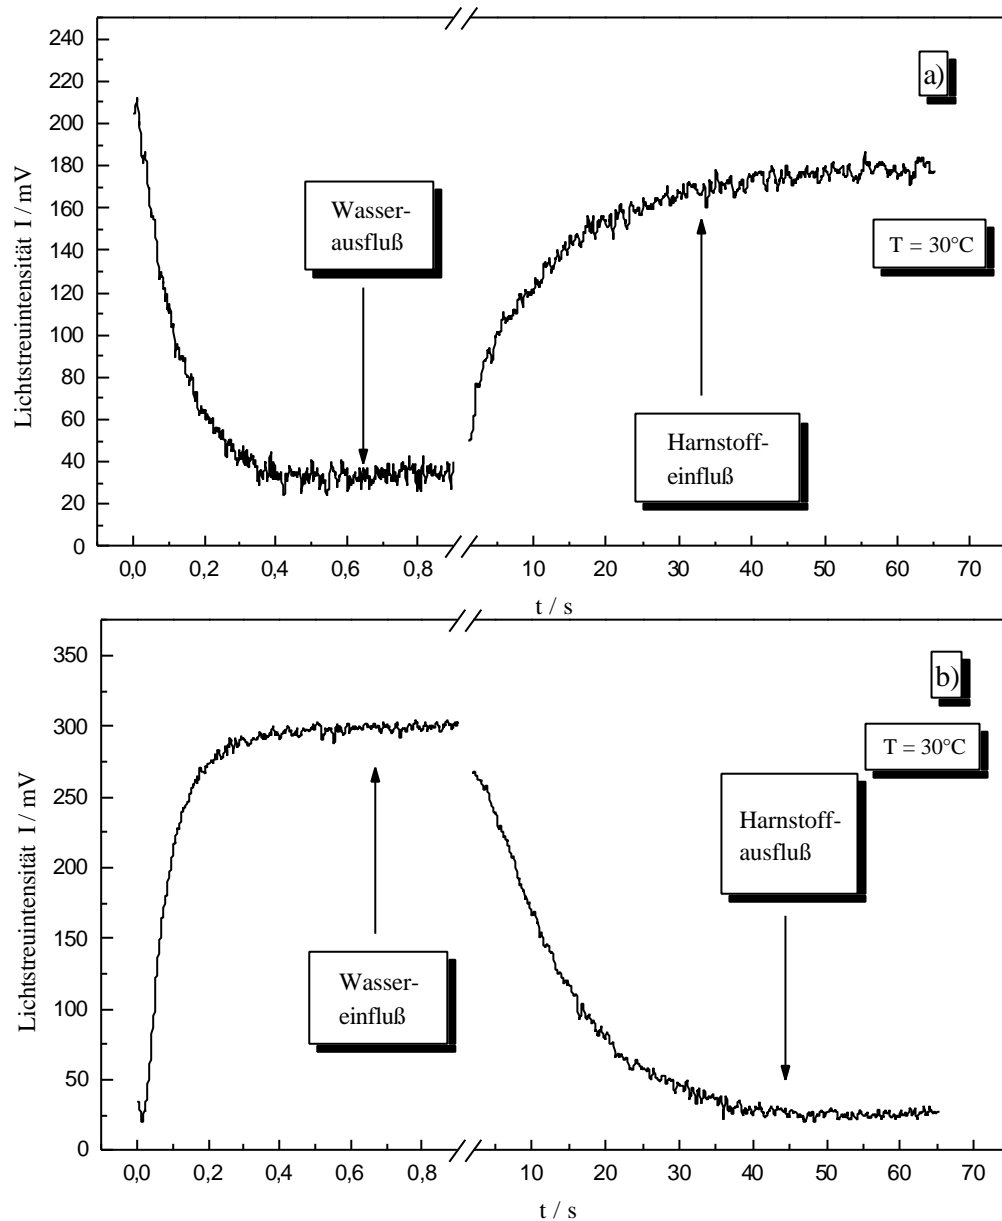 240
220
200
180
160
140
120
100
80
60
40
20
0
Lichtstreuintensität I / mV
a)
Wasser-
ausfluß
T = 30°C
Harnstoff-
einfluß
0,0 0,2 0,4 0,6 0,8 10 20 30 40 50 60 70
t / s
350
300
250
200
150
100
50
0
Lichtstreuintensität I / mV
b)
T = 30°C
Harnstoff-
ausfluß
Wasser-
einfluß
0,0 0,2 0,4 0,6 0,8 10 20 30 40 50 60 70
t / s